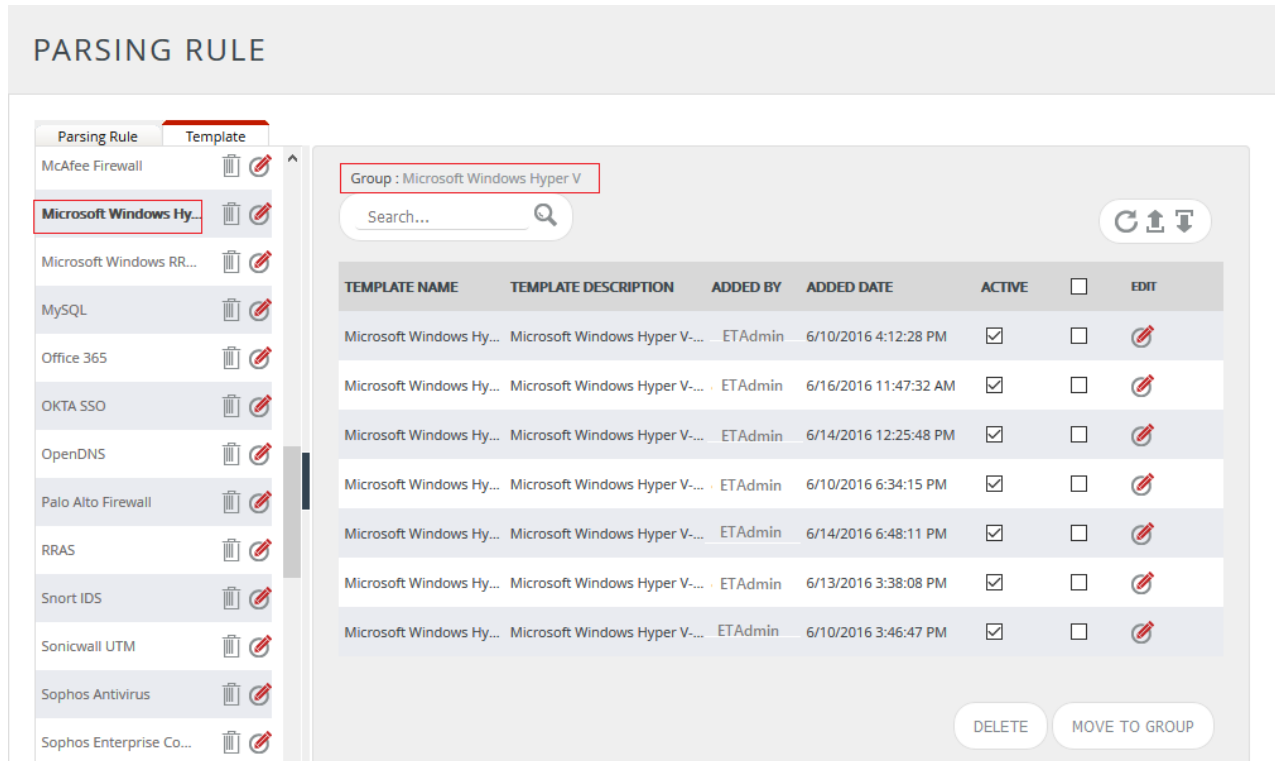 PARSING RULE
Parsing Rule Template
McAfee Firewall
Microsoft Windows Hy...
Microsoft Windows RR...
MySQL
Office 365
OKTA SSO
OpenDNS
Palo Alto Firewall
RRAS
Snort IDS
Sonicwall UTM
Sophos Antivirus
Sophos Enterprise Co...
Group : Microsoft Windows Hyper V
Search...
TEMPLATE NAME TEMPLATE DESCRIPTION ADDED BY ADDED DATE ACTIVE EDIT
Microsoft Windows Hy... Microsoft Windows Hyper V-... ETAdmin 6/10/2016 4:12:28 PM
Microsoft Windows Hy... Microsoft Windows Hyper V-... ETAdmin 6/16/2016 11:47:32 AM
Microsoft Windows Hy... Microsoft Windows Hyper V-... ETAdmin 6/14/2016 12:25:48 PM
Microsoft Windows Hy... Microsoft Windows Hyper V-... ETAdmin 6/10/2016 6:34:15 PM
Microsoft Windows Hy... Microsoft Windows Hyper V-... ETAdmin 6/14/2016 6:48:11 PM
Microsoft Windows Hy... Microsoft Windows Hyper V-... ETAdmin 6/13/2016 3:38:08 PM
Microsoft Windows Hy... Microsoft Windows Hyper V-... ETAdmin 6/10/2016 3:46:47 PM
DELETE MOVE TO GROUP